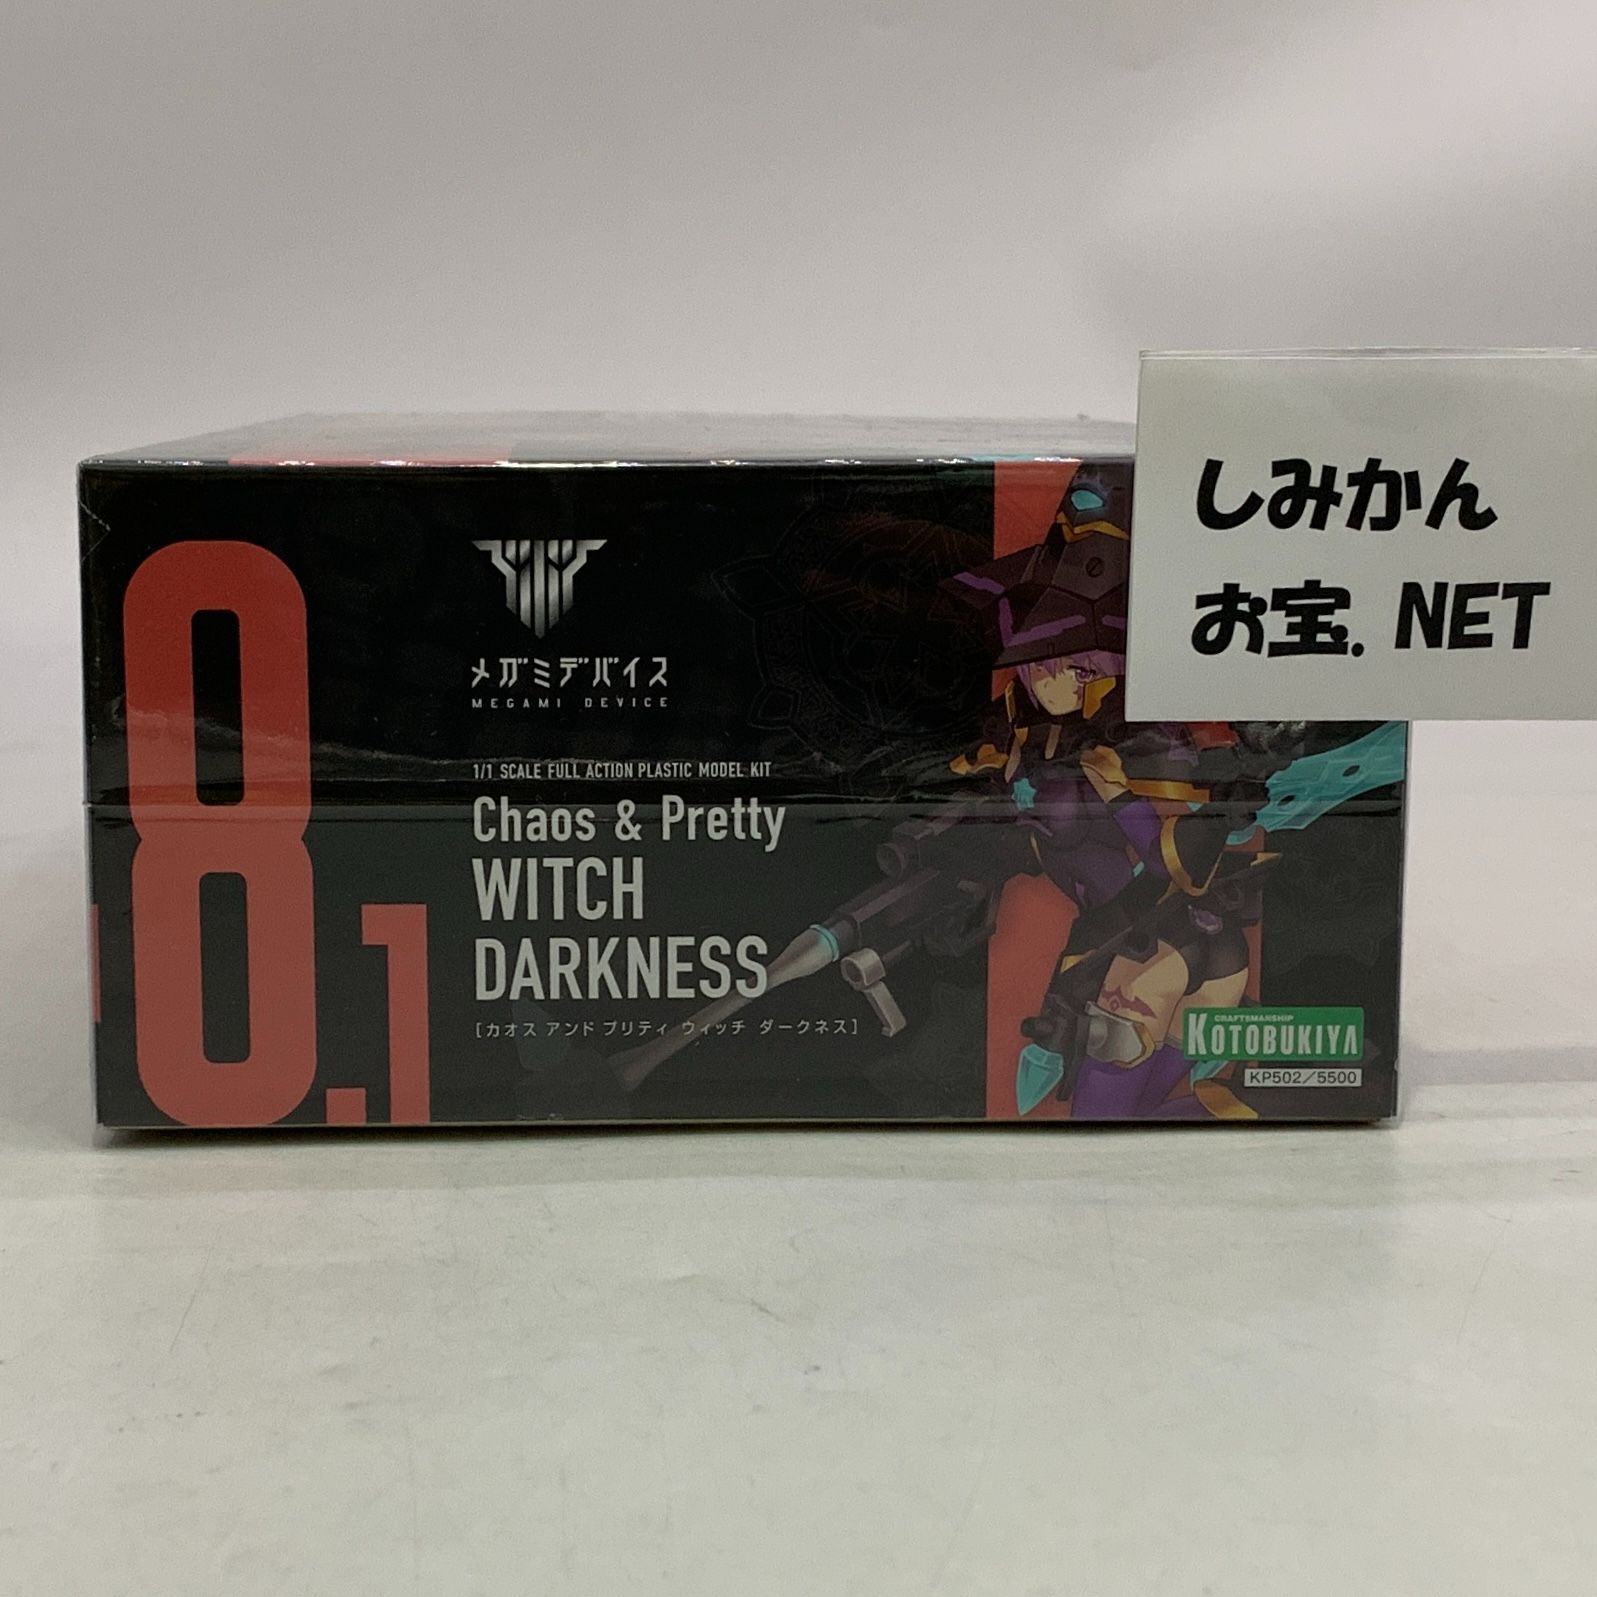 08.1
メガミデバイス
MEGAMI DEVICE
1/1 SCALE FULL ACTION PLASTIC MODEL KIT
Chaos & Pretty
WITCH
DARKNESS
[カオス アンド プリティ ウィッチ ダークネス]
CRAFTSMANSHIP
KOTOBUKIYA
KP502/5500
しみかん
お宝.NET